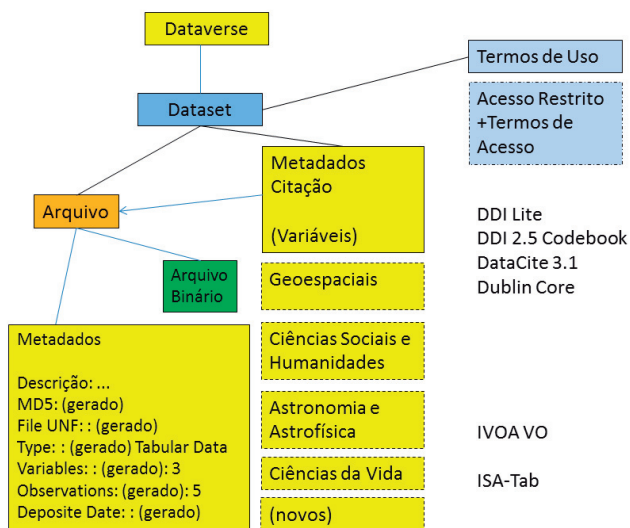 Dataverse
Termos de Uso
Dataset
Acesso Restrito
+Termos de
Acesso
Metadados
Citação
(Variáveis)
Arquivo
DDI Lite
DDI 2.5 Codebook
DataCite 3.1
Dublin Core
Arquivo
Binário
Geoespaciais
Metadados
Descrição: ...
MD5: (gerado)
File UNF: : (gerado)
Type: : (gerado) Tabular Data
Variables: : (gerado): 3
Observations: (gerado): 5
Deposite Date: : (gerado)
Ciências Sociais e
Humanidades
Astronomia e
Astrofísica
IVOA VO
Ciências da Vida
ISA-Tab
(novos)